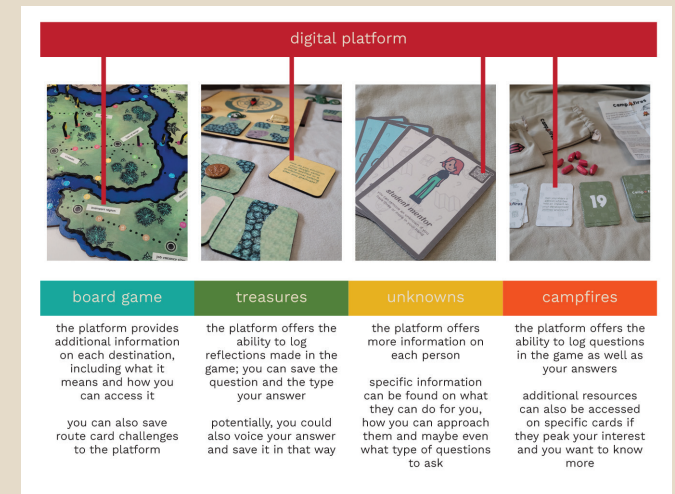 digital platform
campfires
student mentor
19
board game
the platform provides
additional information
on each destination,
including what it
means and how you
can access it
you can also save
route card challenges
to the platform
treasures
the platform offers the
ability to log
reflections made in the
game; you can save the
question and the type
your answer
potentially, you could
also voice your answer
and save it in that way
unknowns
the platform offers
more information on
each person
specific information
can be found on what
they can do for you,
how you can approach
them and maybe even
what type of questions
to ask
campfires
the platform offers the
ability to log questions
in the game as well as
your answers
additional resources
can also be accessed
on specific cards if
they peak your interest
and you want to know
more